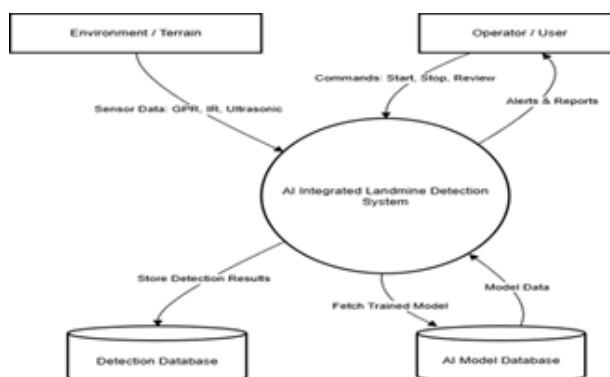 Environment / Terrain
Operator / User
Commands: Start, Stop, Review
Sensor Data: GPR, IR, Ultrasonic
Alerts & Reports
AI Integrated Landmine Detection
System
Store Detection Results
Model Data
Fetch Trained Model
Detection Database
AI Model Database